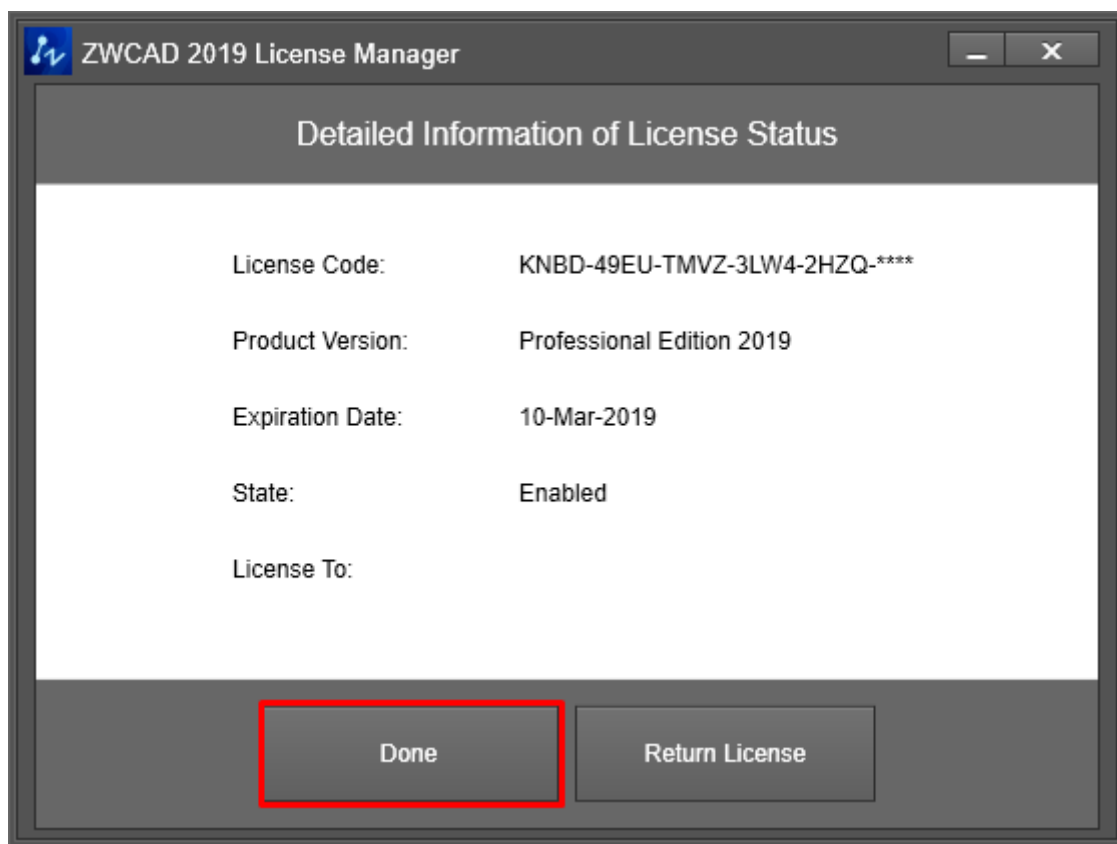 ZWCAD 2019 License Manager
Detailed Information of License Status
License Code: KNBD-49EU-TMVZ-3LW4-2HZQ-****
Product Version: Professional Edition 2019
Expiration Date: 10-Mar-2019
State: Enabled
License To:
Done Return License